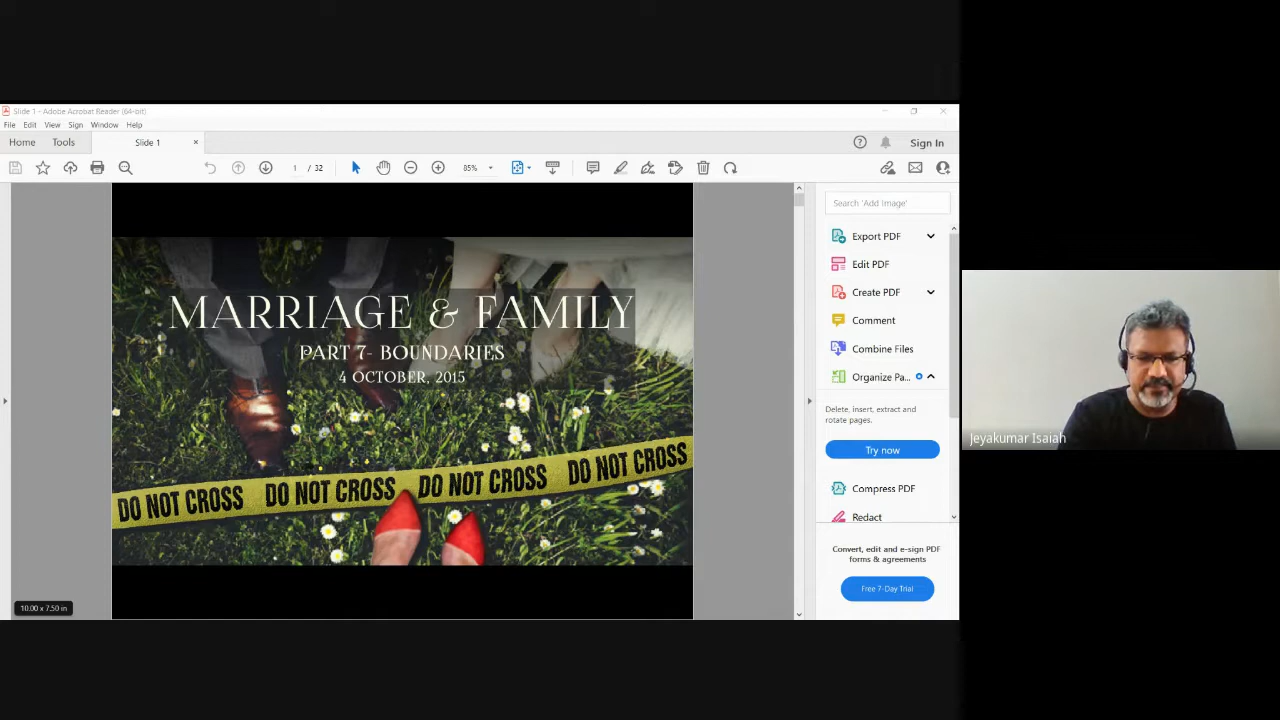 Slide 1 - Adobe Acrobat Reader (64-bit)
File Edit View Sign Window Help
Home Tools Slide 1 × Sign In
1 / 32 85%
Search 'Add Image'
MARRIAGE & FAMILY
PART 7- BOUNDARIES
4 OCTOBER, 2015
DO NOT CROSS DO NOT CROSS DO NOT CROSS DO NOT CROSS
10.00 x 7.50 in
Export PDF
Edit PDF
Create PDF
Comment
Combine Files
Organize Pa...
Delete, insert, extract and
rotate pages.
Try now
Compress PDF
Redact
Convert, edit and e-sign PDF
forms & agreements
Free 7-Day Trial
Jeyakumar Isaiah